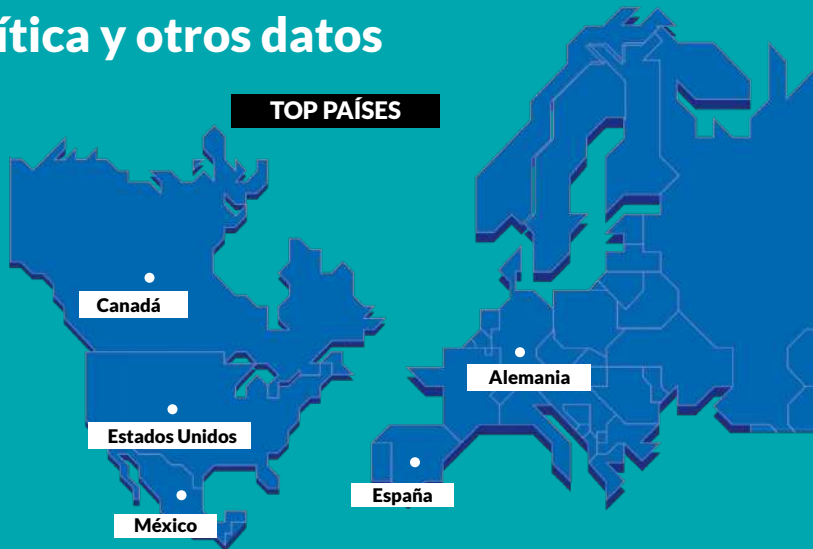 ítica y otros datos
TOP PAÍSES
Canadá
Alemania
Estados Unidos
España
México